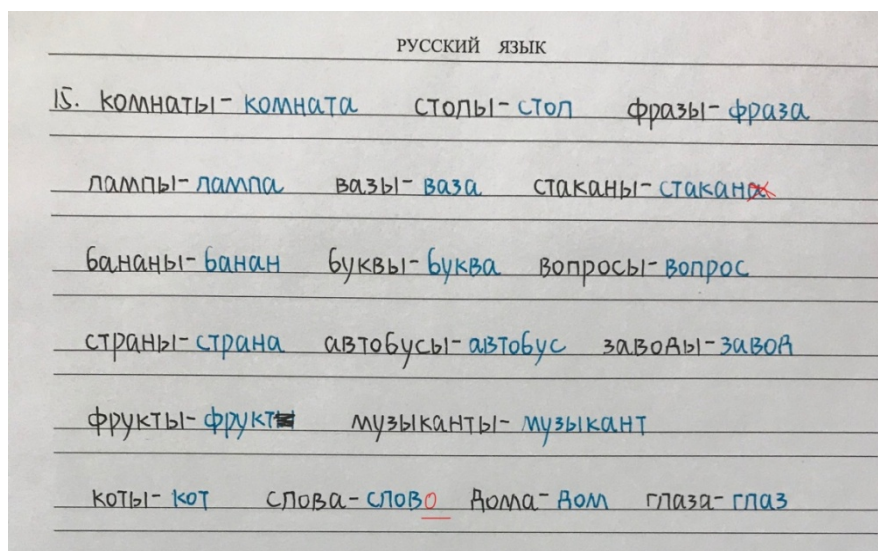 РУССКИЙ ЯЗЫК
15. комнаты- комната столы- стол фразы- фраза
лампы- лампа вазы- ваза стаканы- стакан
бананы- банан буквы- буква вопросы- вопрос
страны- страна автобусы- автобус заводы- завод
фрукты- фрукт музыканты- музыкант
коты- кот слова- слово дома- дом глаза- глаз